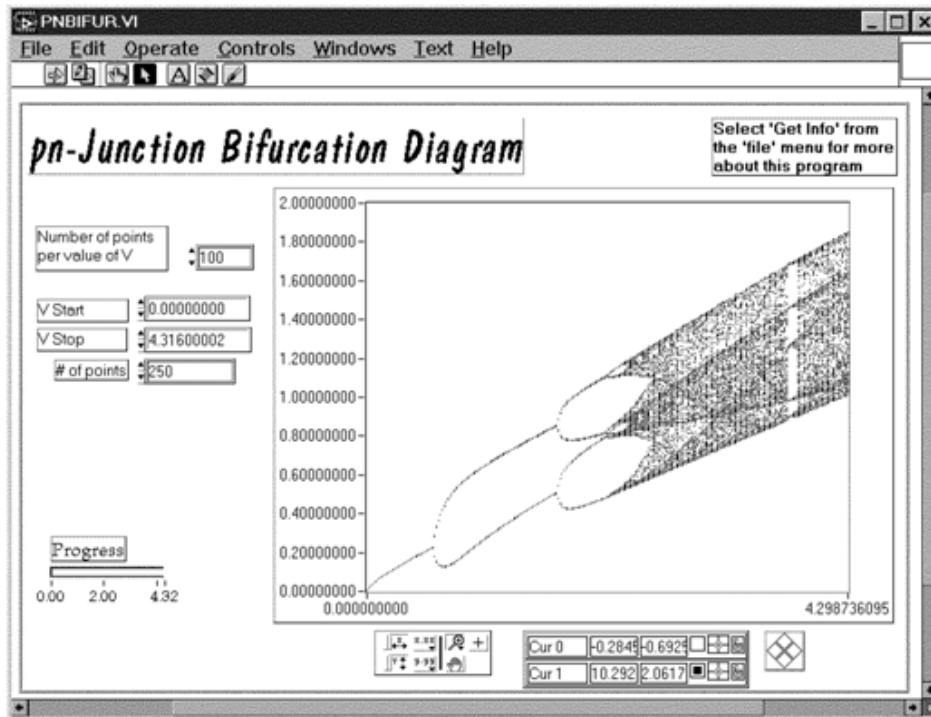 PNBIFUR.VI
File Edit Operate Controls Windows Text Help
pn-Junction Bifurcation Diagram
Select 'Get Info' from
the 'file' menu for more
about this program
Number of points
per value of V
100
V Start
0.00000000
V Stop
4.31600002
# of points
250
2.00000000
1.80000000
1.60000000
1.40000000
1.20000000
1.00000000
0.80000000
0.60000000
0.40000000
0.20000000
0.00000000
0.000000000
4.298736095
Progress
0.00 2.00 4.32
Cur 0 -0.2845 -0.6925
Cur 1 10.292 2.0617